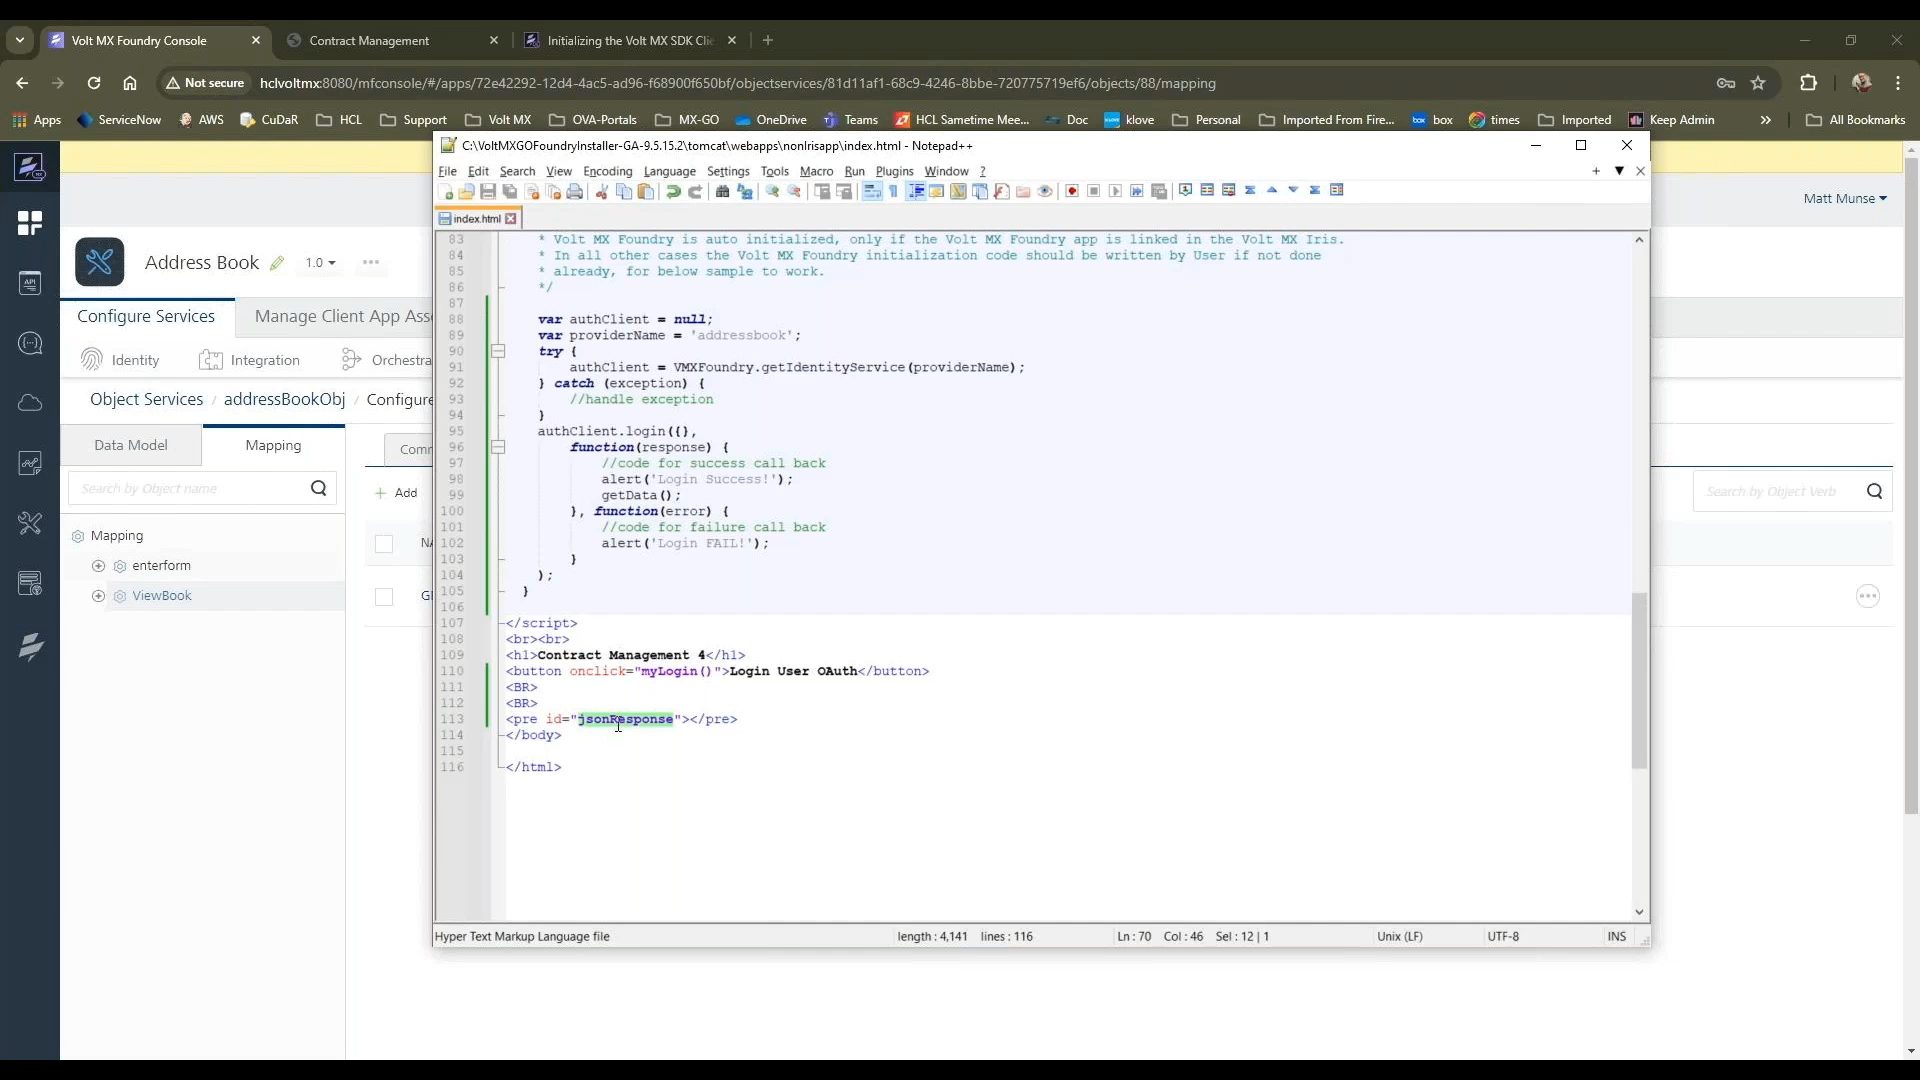 Volt MX Foundry Console
Contract Management
Initializing the Volt MX SDK Clie
Not secure
hclvoltmx:8080/mfconsole/#/apps/72e42292-12d4-4ac5-ad96-f68900f650bf/objectservices/81d11af1-68c9-4246-8bbe-720775719ef6/objects/88/mapping
Apps ServiceNow AWS CuDaR HCL Support Volt MX OVA-Portals MX-GO OneDrive Teams HCL Sametime Mee... Doc klove Personal Imported From Fire... box times Imported Keep Admin » All Bookmarks
C:\VoltMXGOFoundryInstaller-GA-9.5.15.2\tomcat\webapps\nonIrisapp\index.html - Notepad++
File Edit Search View Encoding Language Settings Tools Macro Run Plugins Window ?
Matt Munse
index.html
Address Book 1.0
Configure Services
Manage Client App Ass
Identity Integration Orchestra
Object Services / addressBookObj / Configure
Data Model Mapping
Comm
Search by Object name
Add
Search by Object Verb
Mapping
enterform
ViewBook
NA
GE
83 * Volt MX Foundry is auto initialized, only if the Volt MX Foundry app is linked in the Volt MX Iris.
84 * In all other cases the Volt MX Foundry initialization code should be written by User if not done
85 * already, for below sample to work.
86 */
87
88 var authClient = null;
89 var providerName = 'addressbook';
90 try {
91 authClient = VMXFoundry.getIdentityService(providerName);
92 } catch (exception) {
93 //handle exception
94 }
95 authClient.login({},
96 function(response) {
97 //code for success call back
98 alert('Login Success!');
99 getData();
100 }, function(error) {
101 //code for failure call back
102 alert('Login FAIL!');
103 }
104 );
105 }
106
107 </script>
108 <br><br>
109 <h1>Contract Management 4</h1>
110 <button onclick="myLogin()">Login User OAuth</button>
111 <BR>
112 <BR>
113 <pre id="jsonResponse"></pre>
114 </body>
115
116 </html>
Hyper Text Markup Language file length : 4,141 lines : 116 Ln : 70 Col : 46 Sel : 12 | 1 Unix (LF) UTF-8 INS